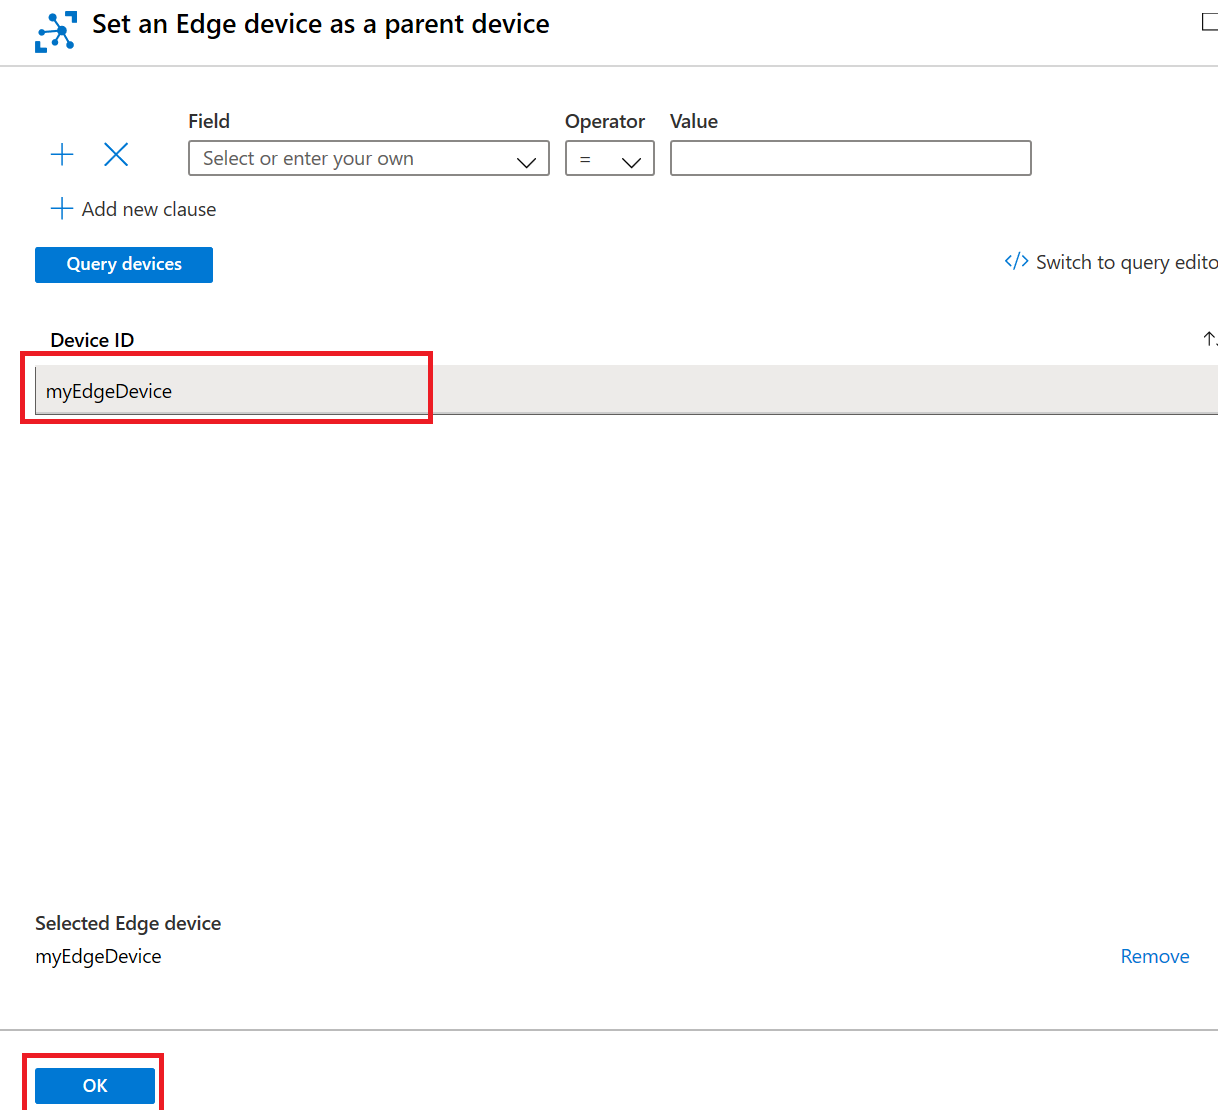 Set an Edge device as a parent device
Field Operator Value
Select or enter your own =
Add new clause
Query devices
</> Switch to query edito
Device ID
myEdgeDevice
Selected Edge device
myEdgeDevice
Remove
OK